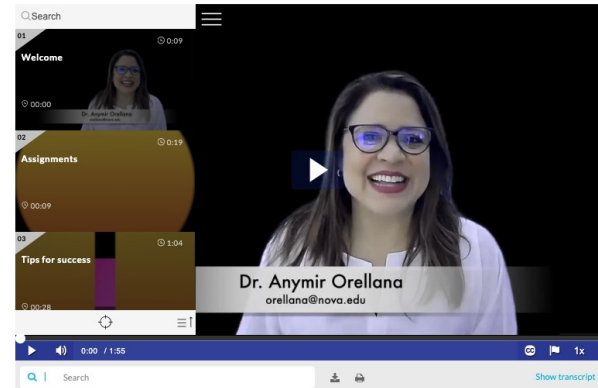 Search
01
0:09
Welcome
00:00
Dr. Anymir Orellana
02
0:19
Assignments
00:09
03
1:04
Tips for success
00:28
Dr. Anymir Orellana
orellana@nova.edu
0:00 / 1:55
CC
1x
Search
Show transcript